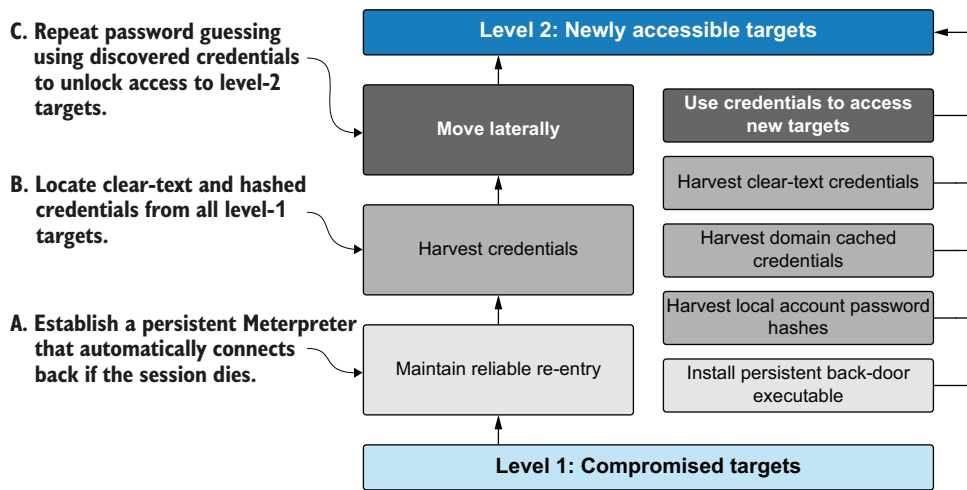 C. Repeat password guessing
using discovered credentials
to unlock access to level-2
targets.
B. Locate clear-text and hashed
credentials from all level-1
targets.
A. Establish a persistent Meterpreter
that automatically connects
back if the session dies.
Level 2: Newly accessible targets
Move laterally
Harvest credentials
Maintain reliable re-entry
Use credentials to access
new targets
Harvest clear-text credentials
Harvest domain cached
credentials
Harvest local account password
hashes
Install persistent back-door
executable
Level 1: Compromised targets